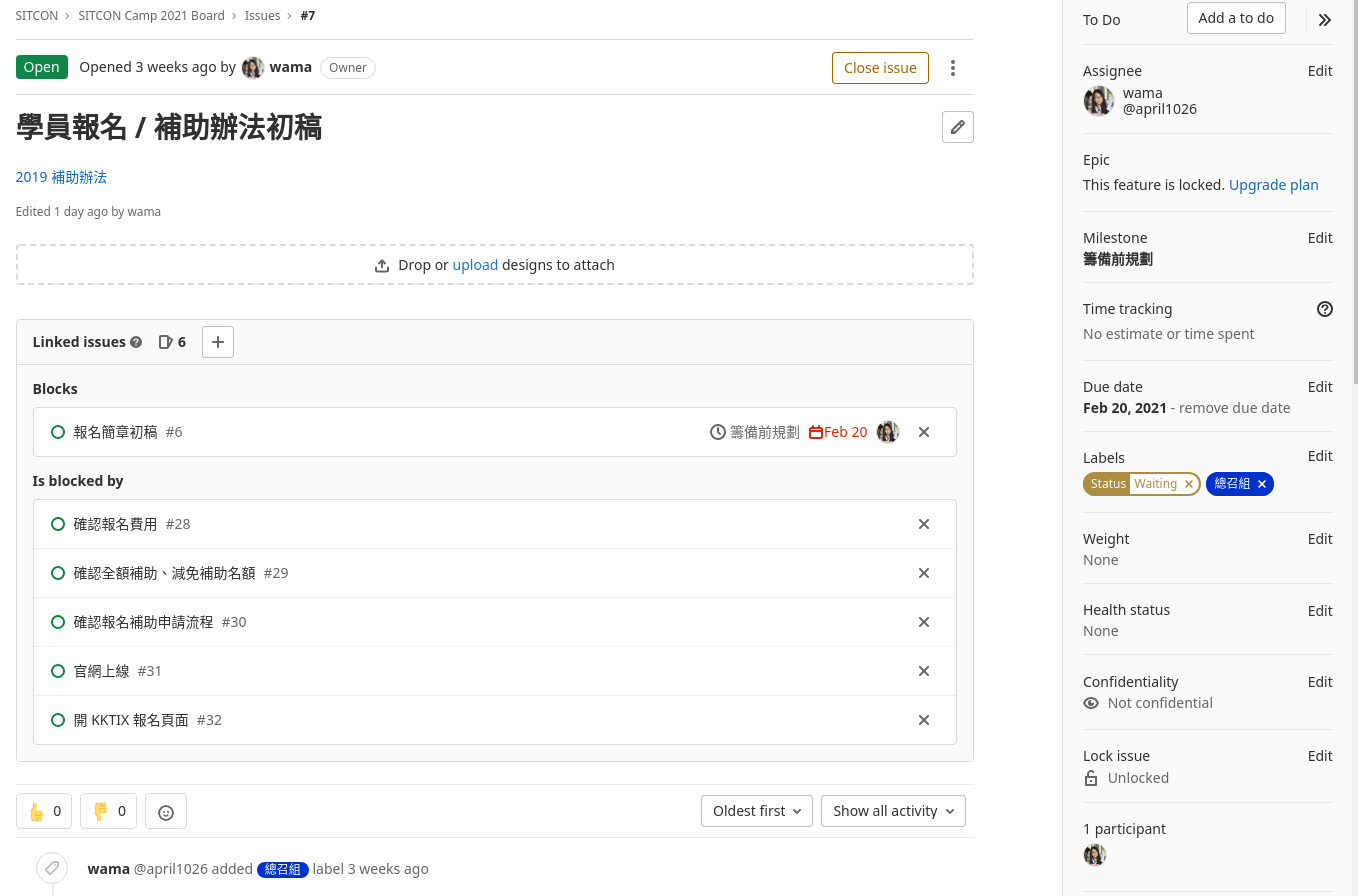 SITCON › SITCON Camp 2021 Board › Issues › #7
Open Opened 3 weeks ago by wama Owner Close issue
學員報名 / 補助辦法初稿
2019 補助辦法
Edited 1 day ago by wama
Drop or upload designs to attach
Linked issues 6 +
Blocks
報名簡章初稿 #6 籌備前規劃 Feb 20
Is blocked by
確認報名費用 #28
確認全額補助、減免補助名額 #29
確認報名補助申請流程 #30
官網上線 #31
開 KKTIX 報名頁面 #32
0 0 Oldest first Show all activity
wama @april1026 added 總召組 label 3 weeks ago
To Do Add a to do
Assignee Edit
wama
@april1026
Epic
This feature is locked. Upgrade plan
Milestone Edit
籌備前規劃
Time tracking
No estimate or time spent
Due date Edit
Feb 20, 2021 - remove due date
Labels Edit
Status Waiting 總召組
Weight Edit
None
Health status Edit
None
Confidentiality Edit
Not confidential
Lock issue Edit
Unlocked
1 participant